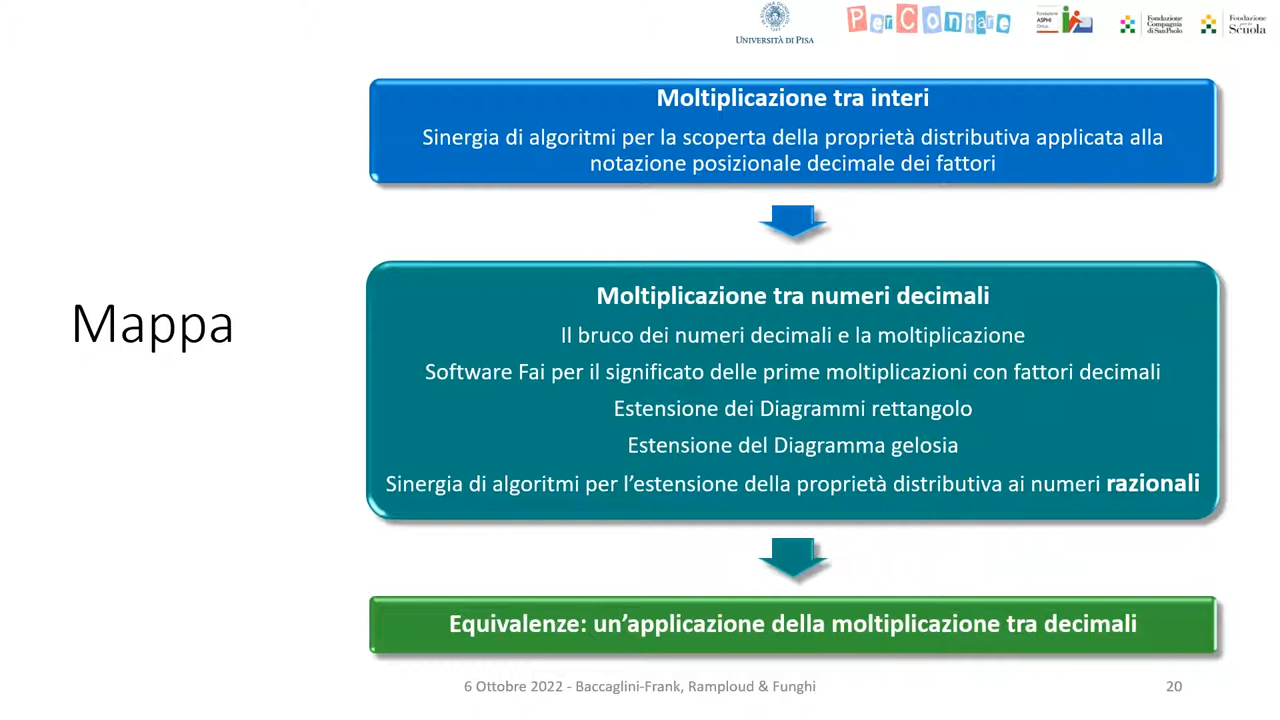 UNIVERSITÀ DI PISA
PerContare
Fondazione
ASPHI
Onlus
Fondazione
Compagnia
di SanPaolo
Fondazione
per la
Scuola
Moltiplicazione tra interi
Sinergia di algoritmi per la scoperta della proprietà distributiva applicata alla
notazione posizionale decimale dei fattori
Mappa
Moltiplicazione tra numeri decimali
Il bruco dei numeri decimali e la moltiplicazione
Software Fai per il significato delle prime moltiplicazioni con fattori decimali
Estensione dei Diagrammi rettangolo
Estensione del Diagramma gelosia
Sinergia di algoritmi per l’estensione della proprietà distributiva ai numeri razionali
Equivalenze: un’applicazione della moltiplicazione tra decimali
6 Ottobre 2022 - Baccaglini-Frank, Ramploud & Funghi
20